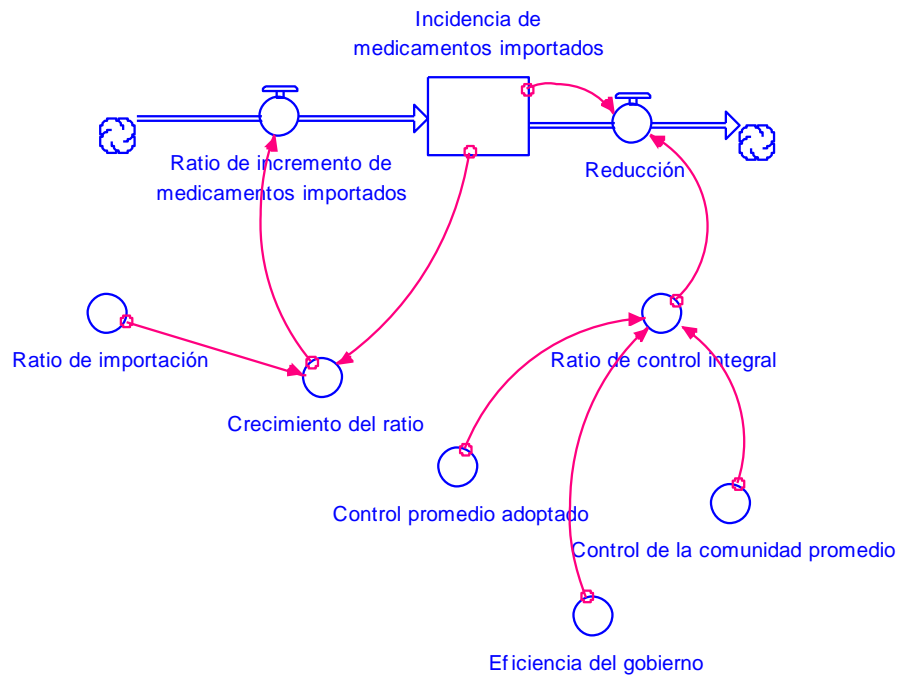 Incidencia de
medicamentos importados
Ratio de incremento de
medicamentos importados
Reducción
Ratio de importación
Ratio de control integral
Crecimiento del ratio
Control promedio adoptado
Control de la comunidad promedio
Eficiencia del gobierno